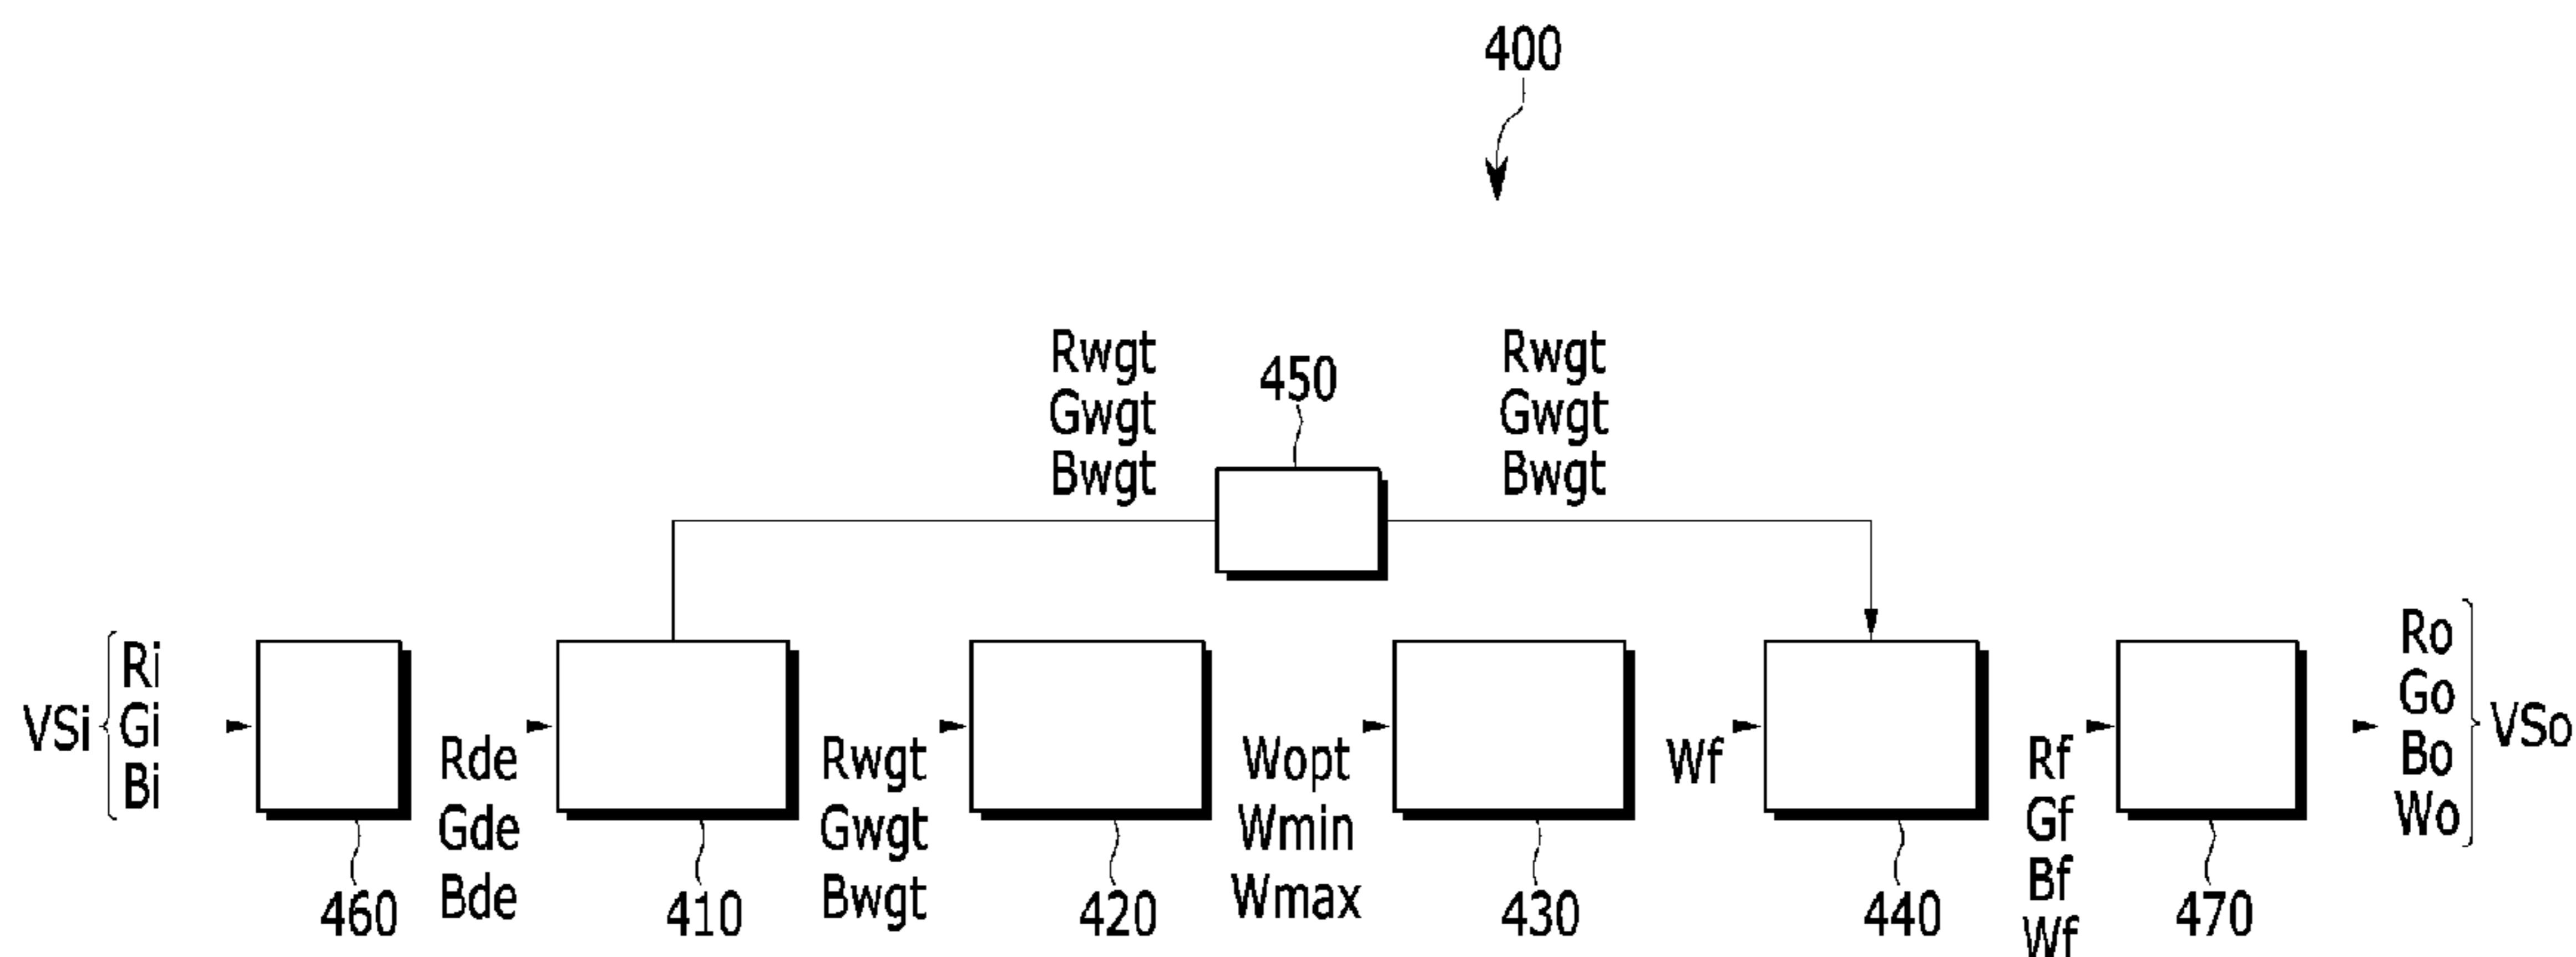 400
Rwgt
Gwgt
Bwgt
450
Rwgt
Gwgt
Bwgt
VSi
Ri
Gi
Bi
Rde
Gde
Bde
Rwgt
Gwgt
Bwgt
Wopt
Wmin
Wmax
Wf
Rf
Gf
Bf
Wf
Ro
Go
Bo
Wo
VSo
460
410
420
430
440
470